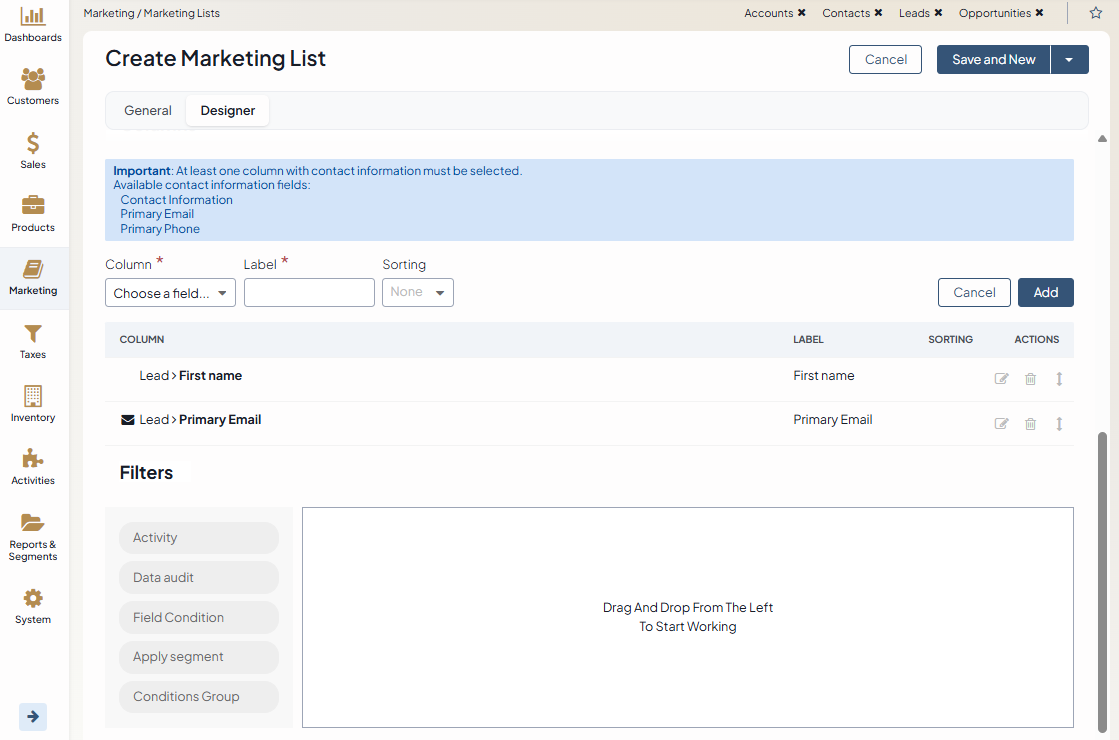 Marketing / Marketing Lists
Accounts ✖ Contacts ✖ Leads ✖ Opportunities ✖
Dashboards
Customers
Sales
Products
Marketing
Taxes
Inventory
Activities
Reports &
Segments
System
Create Marketing List
Cancel
Save and New
General
Designer
Important: At least one column with contact information must be selected.
Available contact information fields:
Contact Information
Primary Email
Primary Phone
Column * Label * Sorting
Choose a field... None Cancel Add
COLUMN LABEL SORTING ACTIONS
Lead › First name First name
Lead › Primary Email Primary Email
Filters
Activity
Data audit
Field Condition
Apply segment
Conditions Group
Drag And Drop From The Left
To Start Working